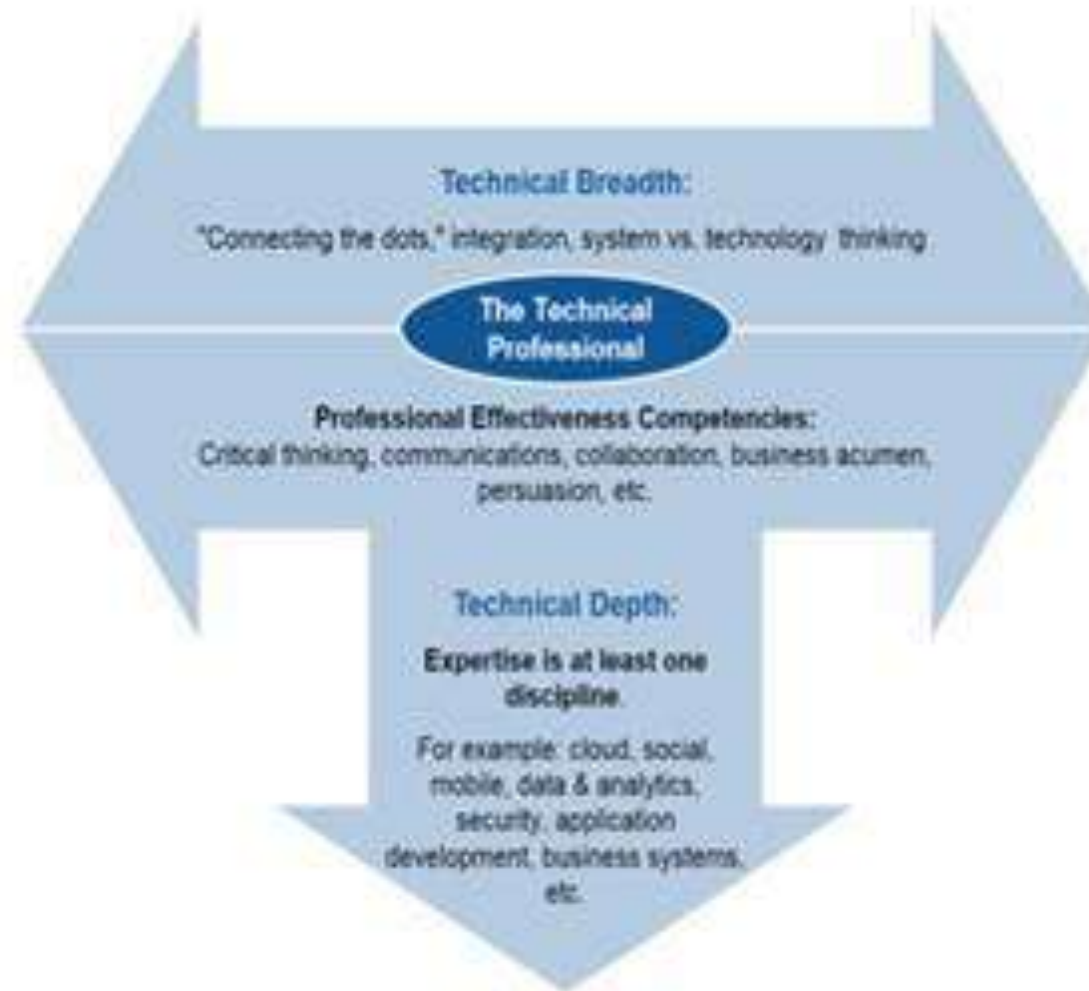 Technical Breadth:
"Connecting the dots," integration, system vs. technology thinking
The Technical
Professional
Professional Effectiveness Competencies:
Critical thinking, communications, collaboration, business acumen,
persuasion, etc.
Technical Depth:
Expertise is at least one
discipline.
For example: cloud, social,
mobile, data & analytics,
security, application
development, business systems,
etc.